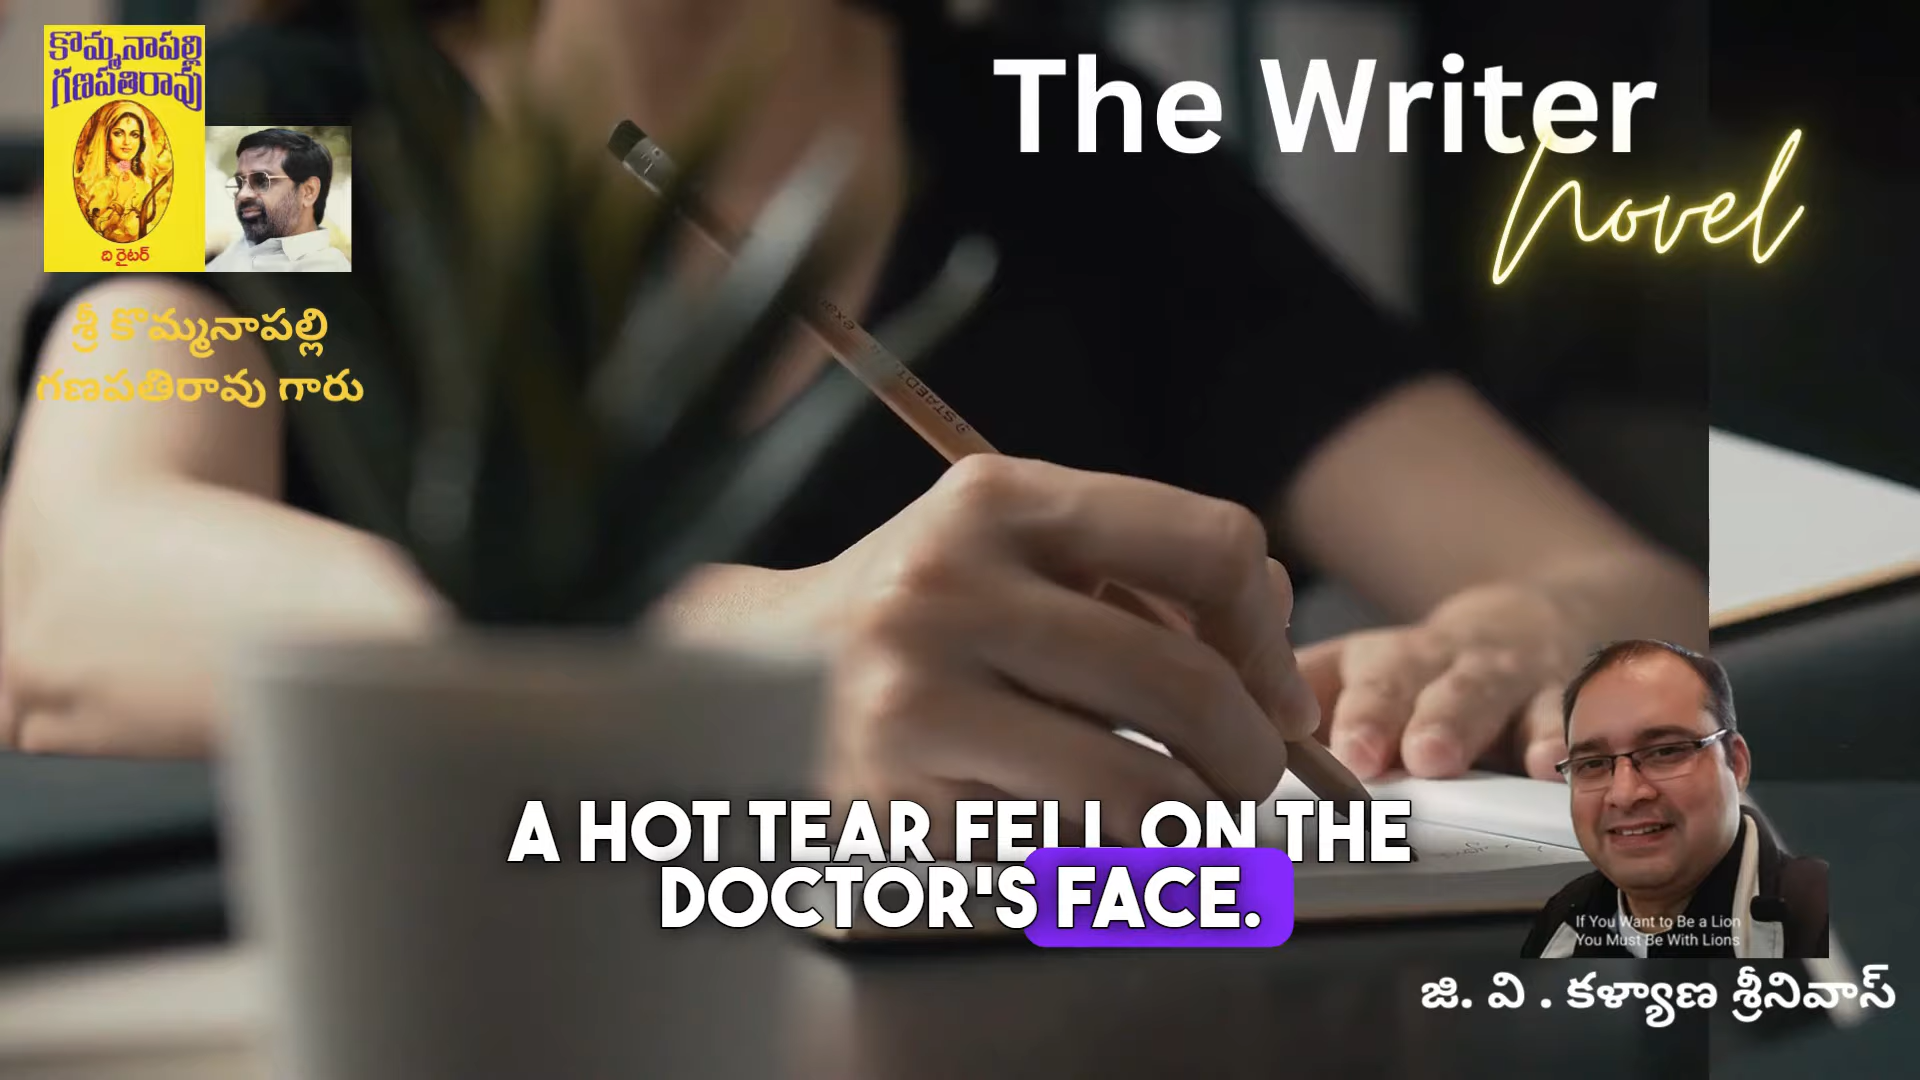 కొమ్మనాపల్లి
గణపతిరావు
ది రైటర్
శ్రీ కొమ్మనాపల్లి
గణపతిరావు గారు
The Writer
novel
STAEDTL
A HOT TEAR FELL ON THE
DOCTOR'S FACE.
If You Want to Be a Lion
You Must Be With Lions
జి. వి . కళ్యాణ శ్రీనివాస్